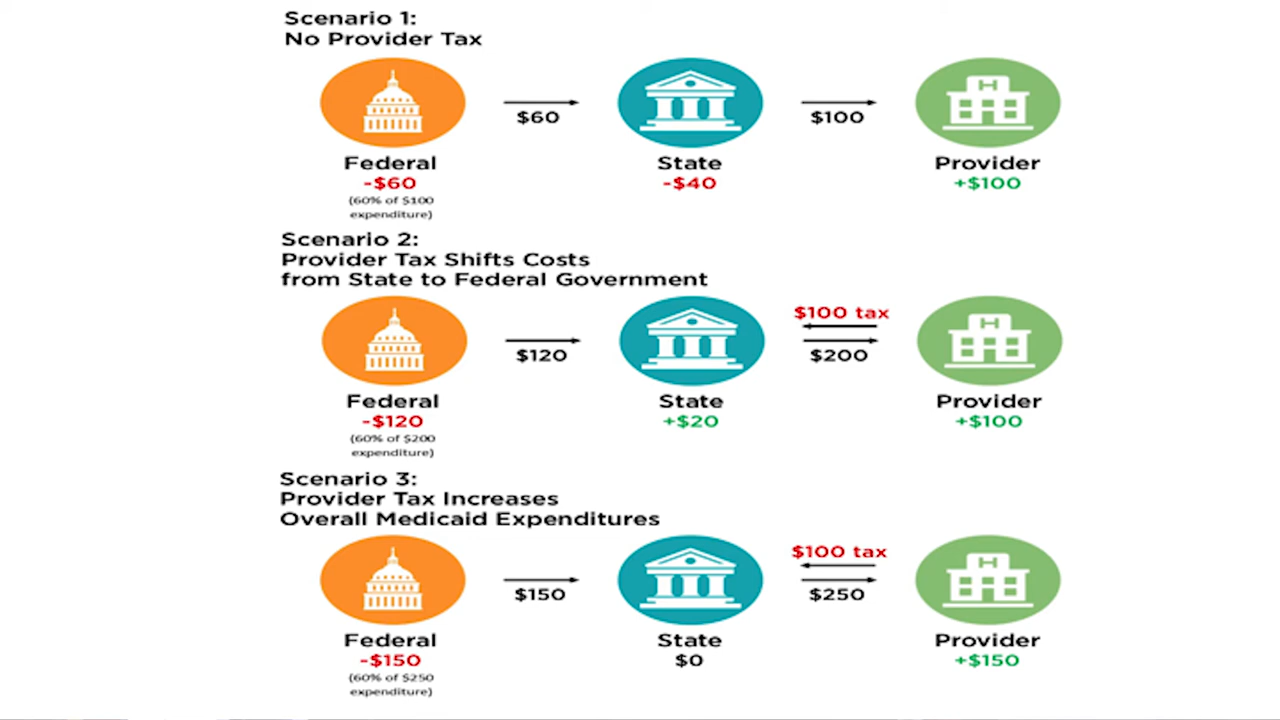 Scenario 1:
No Provider Tax
$60
$100
Federal
State
Provider
-$60
-$40
+$100
(60% of $100
expenditure)
Scenario 2:
Provider Tax Shifts Costs
from State to Federal Government
$100 tax
$120
$200
Federal
State
Provider
-$120
+$20
+$100
(60% of $200
expenditure)
Scenario 3:
Provider Tax Increases
Overall Medicaid Expenditures
$100 tax
$150
$250
Federal
State
Provider
-$150
$0
+$150
(60% of $250
expenditure)